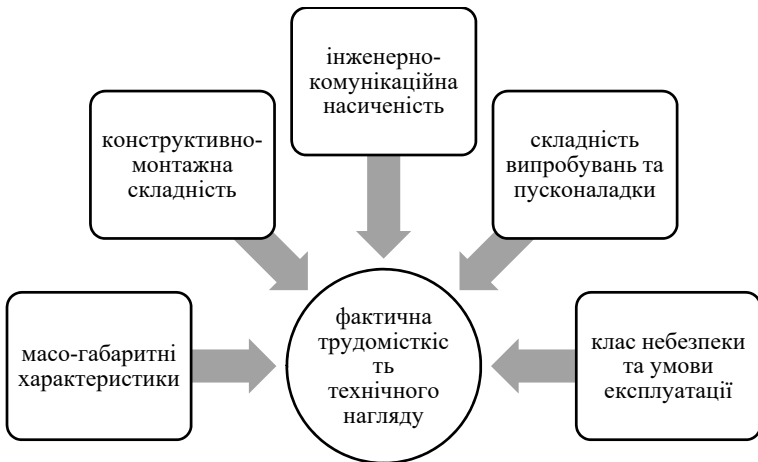 інженерно-
комунікаційна
насиченість
конструктивно-
монтажна
складність
складність
випробувань та
пусконаладки
масо-габаритні
характеристики
фактична
трудомісткіс
ть
технічного
нагляду
клас небезпеки
та умови
експлуатації